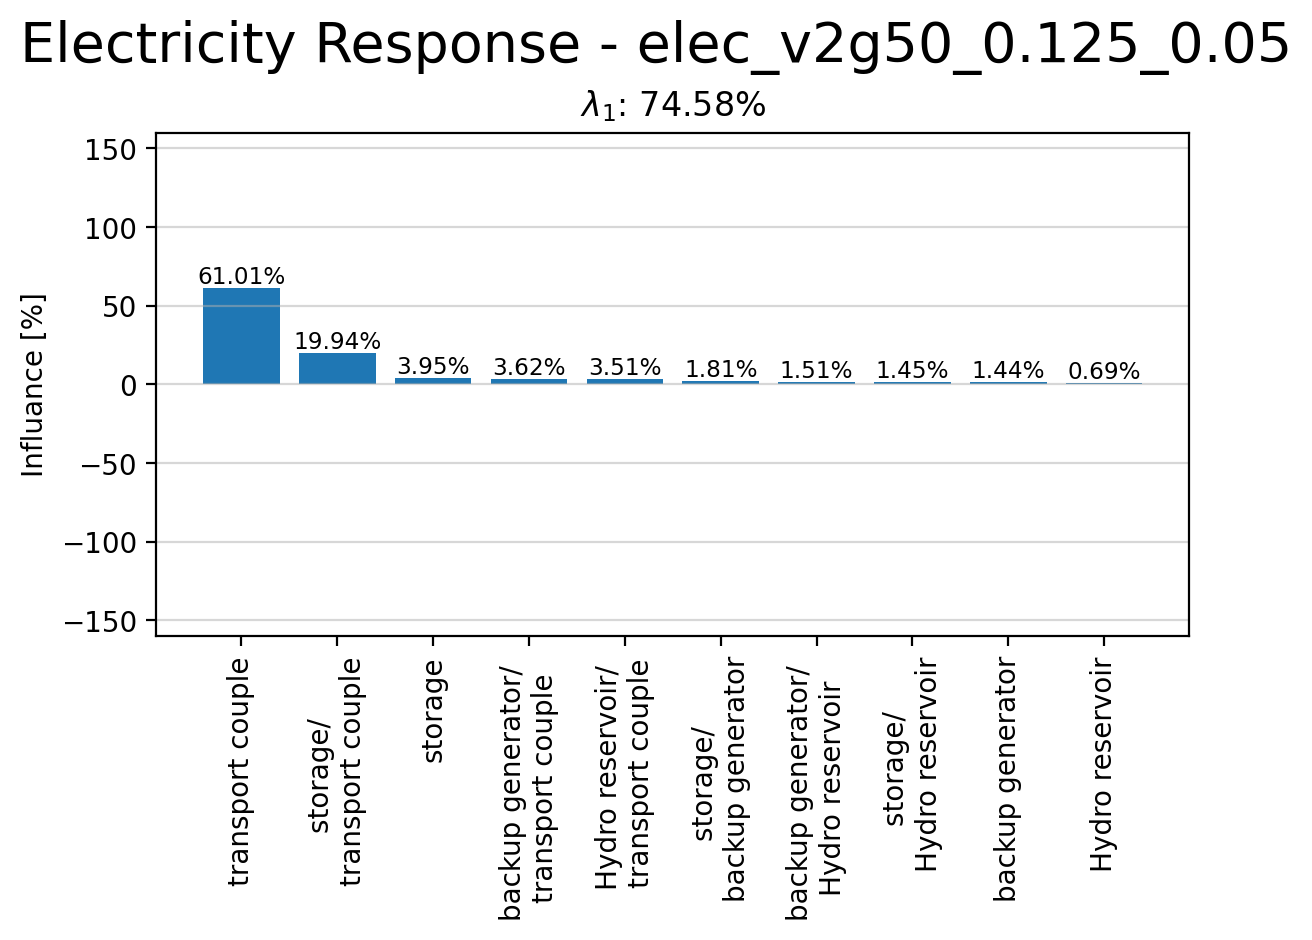 Electricity Response - elec_v2g50_0.125_0.05
λ₁: 74.58%
Influance [%]
150
100
50
0
−50
−100
−150
61.01%
19.94%
3.95%
3.62%
3.51%
1.81%
1.51%
1.45%
1.44%
0.69%
transport couple
storage/
transport couple
storage
backup generator/
transport couple
Hydro reservoir/
transport couple
storage/
backup generator
backup generator/
Hydro reservoir
storage/
Hydro reservoir
backup generator
Hydro reservoir